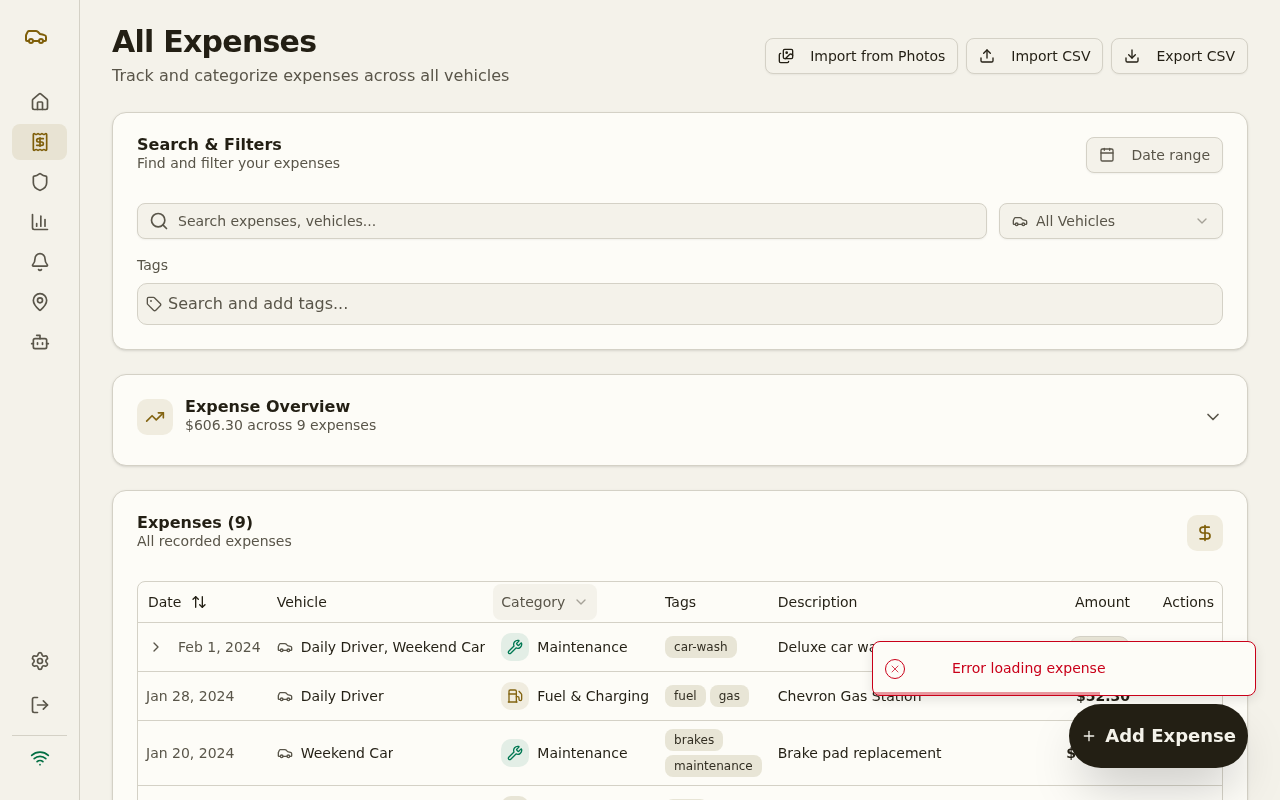 All Expenses
Track and categorize expenses across all vehicles
Import from Photos
Import CSV
Export CSV
Search & Filters
Find and filter your expenses
Date range
Search expenses, vehicles...
All Vehicles
Tags
Search and add tags...
Expense Overview
$606.30 across 9 expenses
Expenses (9)
All recorded expenses
Date Vehicle Category Tags Description Amount Actions
Feb 1, 2024 Daily Driver, Weekend Car Maintenance car-wash Deluxe car
Error loading expense
Jan 28, 2024 Daily Driver Fuel & Charging fuel gas Chevron Gas Station
Jan 20, 2024 Weekend Car Maintenance brakes maintenance Brake pad replacement
Add Expense